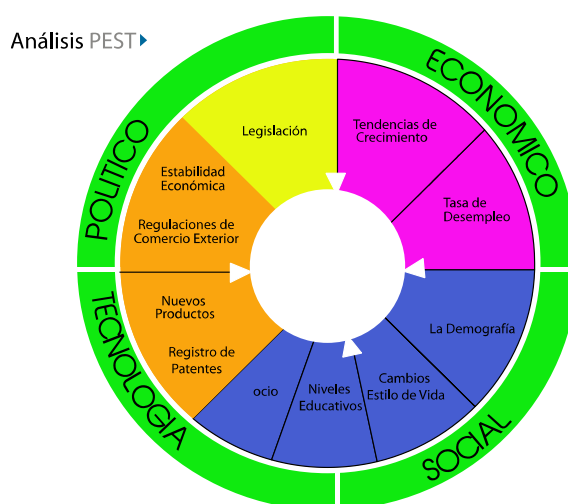 Análisis PEST
POLITICO
ECONOMICO
TECNOLOGIA
SOCIAL
Legislación
Tendencias de
Crecimiento
Estabilidad
Económica
Tasa de
Desempleo
Regulaciones de
Comercio Exterior
Nuevos
Productos
La Demografía
Registro de
Patentes
ocio
Niveles
Educativos
Cambios
Estilo de Vida